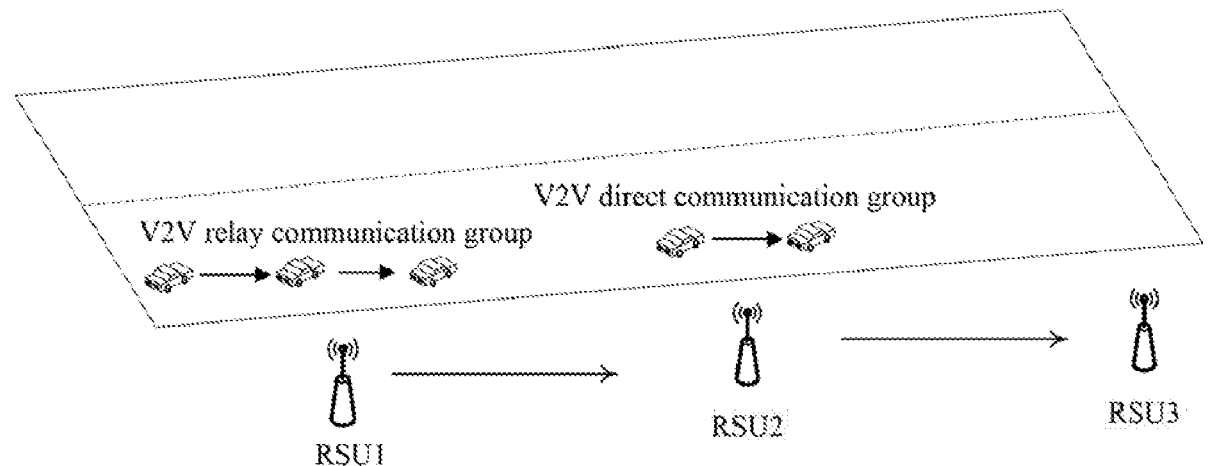 V2V direct communication group
V2V relay communication group
RSU1
RSU2
RSU3